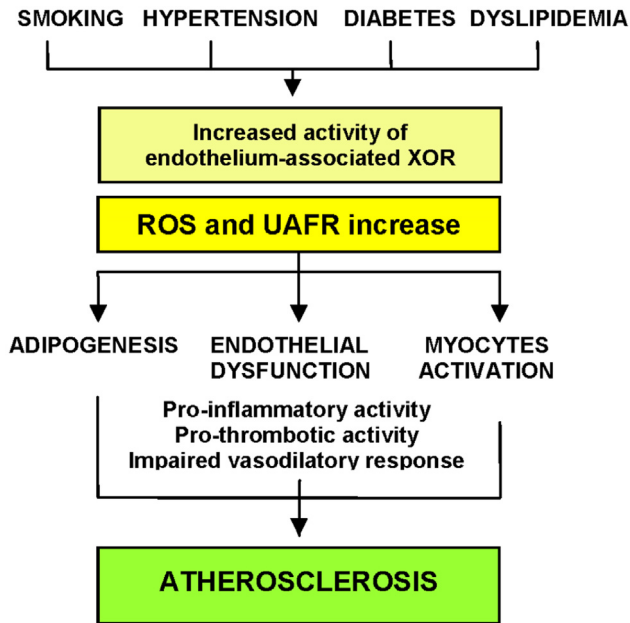 SMOKING HYPERTENSION DIABETES DYSLIPIDEMIA
Increased activity of
endothelium-associated XOR
ROS and UAFR increase
ADIPOGENESIS ENDOTHELIAL MYOCYTES
DYSFUNCTION ACTIVATION
Pro-inflammatory activity
Pro-thrombotic activity
Impaired vasodilatory response
ATHEROSCLEROSIS